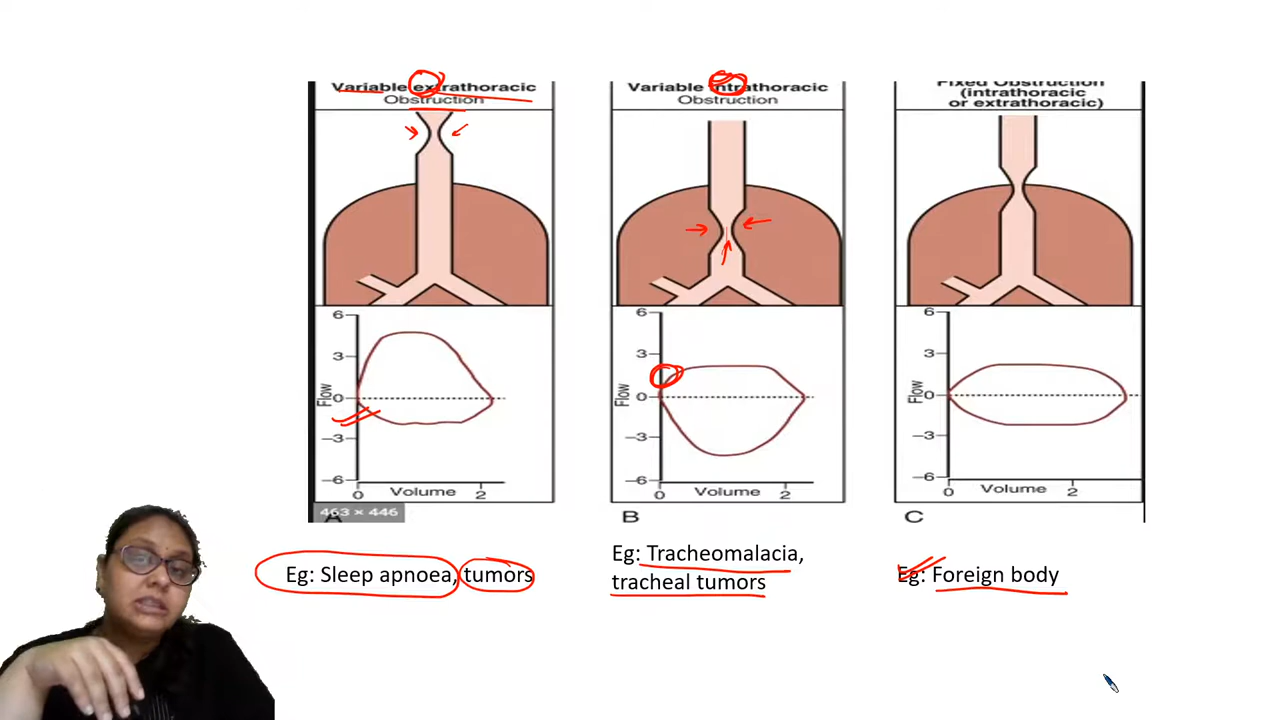 Variable extrathoracic
Obstruction
6
3
0
−3
−6
Flow
0
Volume
2
A
463 × 446
Eg: Sleep apnoea, tumors
Variable intrathoracic
Obstruction
6
3
0
−3
−6
Flow
0
Volume
2
B
Eg: Tracheomalacia,
tracheal tumors
Fixed Obstruction
(intrathoracic
or extrathoracic)
6
3
0
−3
−6
Flow
0
Volume
2
C
Eg: Foreign body